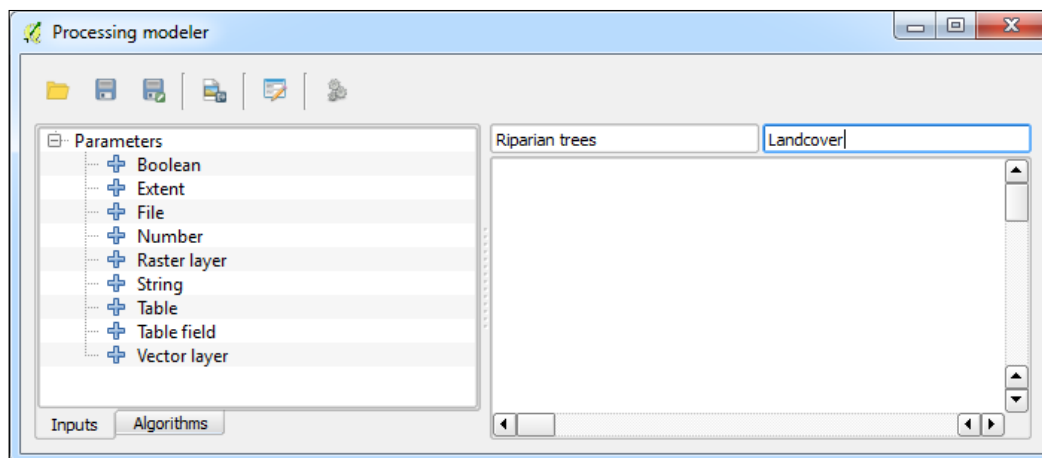 Processing modeler
Parameters
Boolean
Extent
File
Number
Raster layer
String
Table
Table field
Vector layer
Inputs Algorithms
Riparian trees Landcover